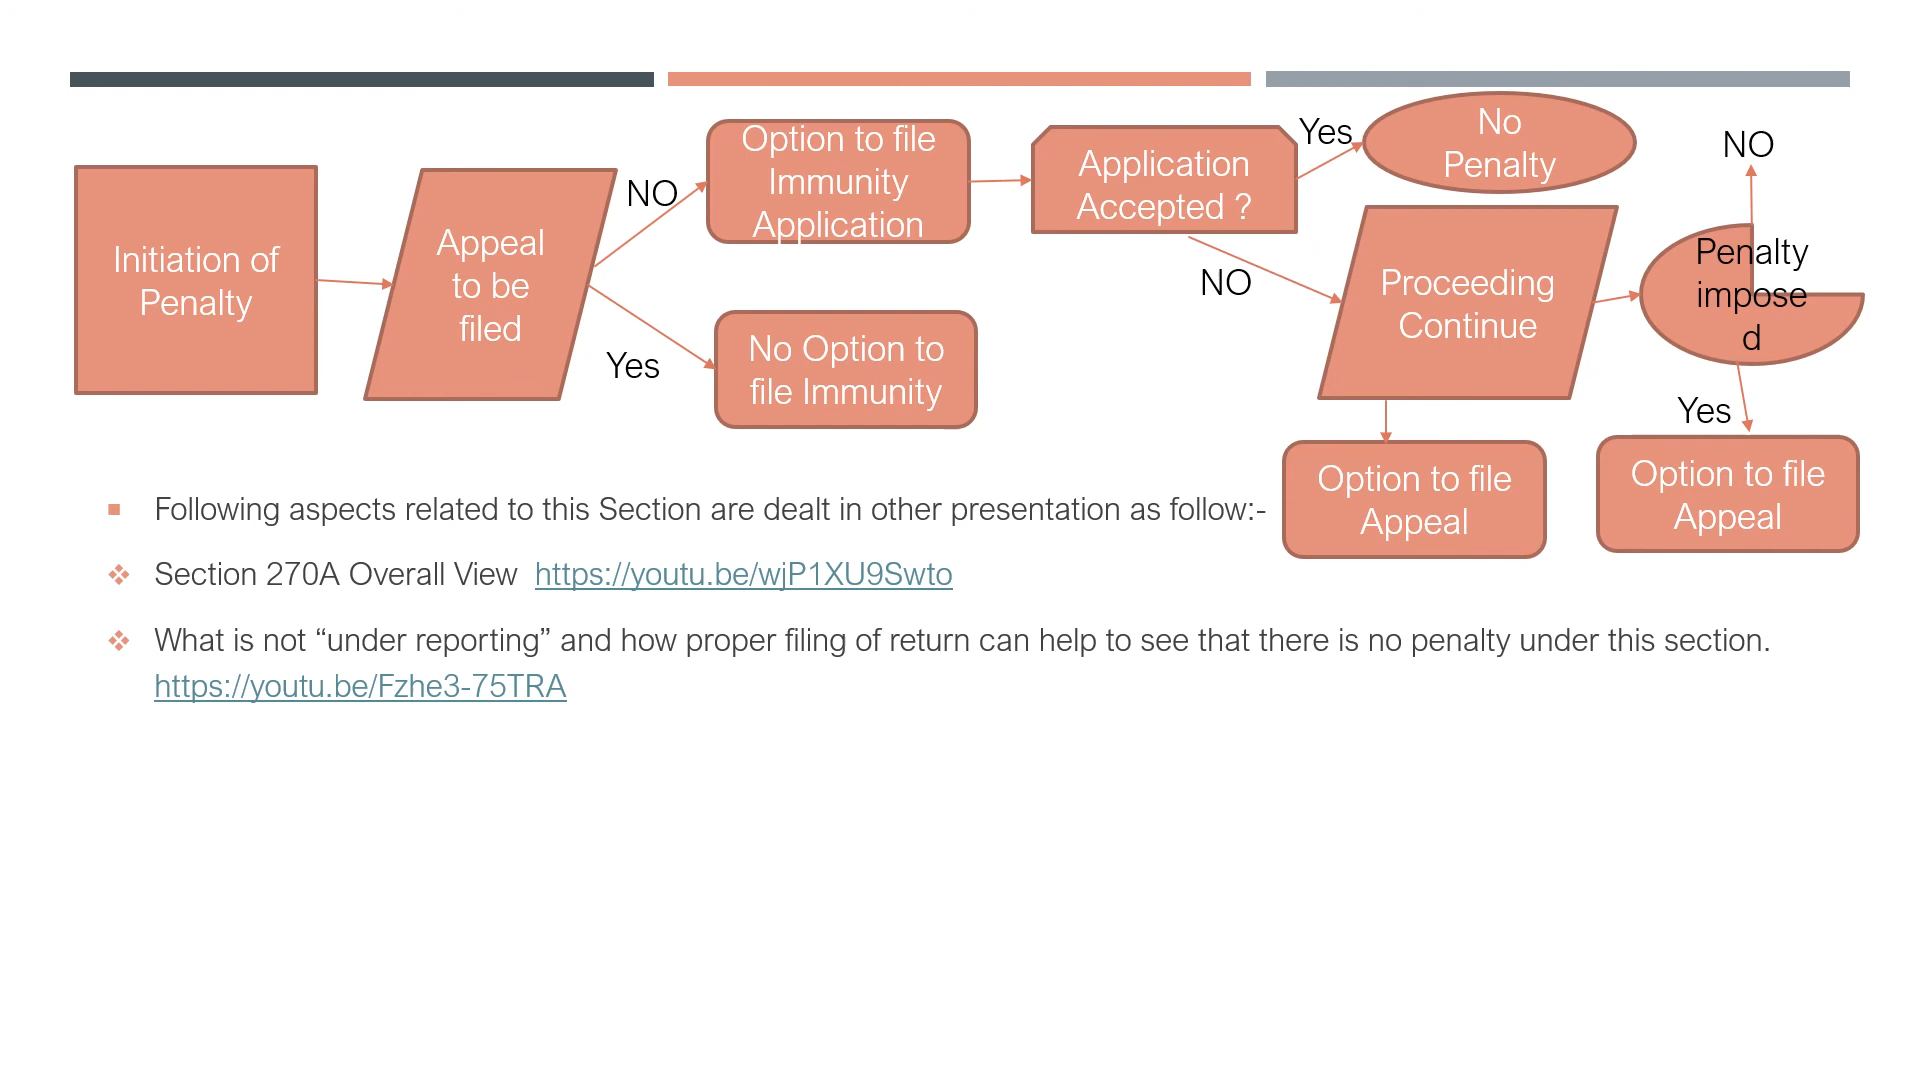 Initiation of
Penalty
Appeal
to be
filed
NO
Yes
Option to file
Immunity
Application
No Option to
file Immunity
Application
Accepted ?
Yes
NO
No
Penalty
Proceeding
Continue
Option to file
Appeal
NO
Penalty
impose
d
Yes
Option to file
Appeal
Following aspects related to this Section are dealt in other presentation as follow:-
Section 270A Overall View https://youtu.be/wjP1XU9Swto
What is not “under reporting” and how proper filing of return can help to see that there is no penalty under this section.
https://youtu.be/Fzhe3-75TRA